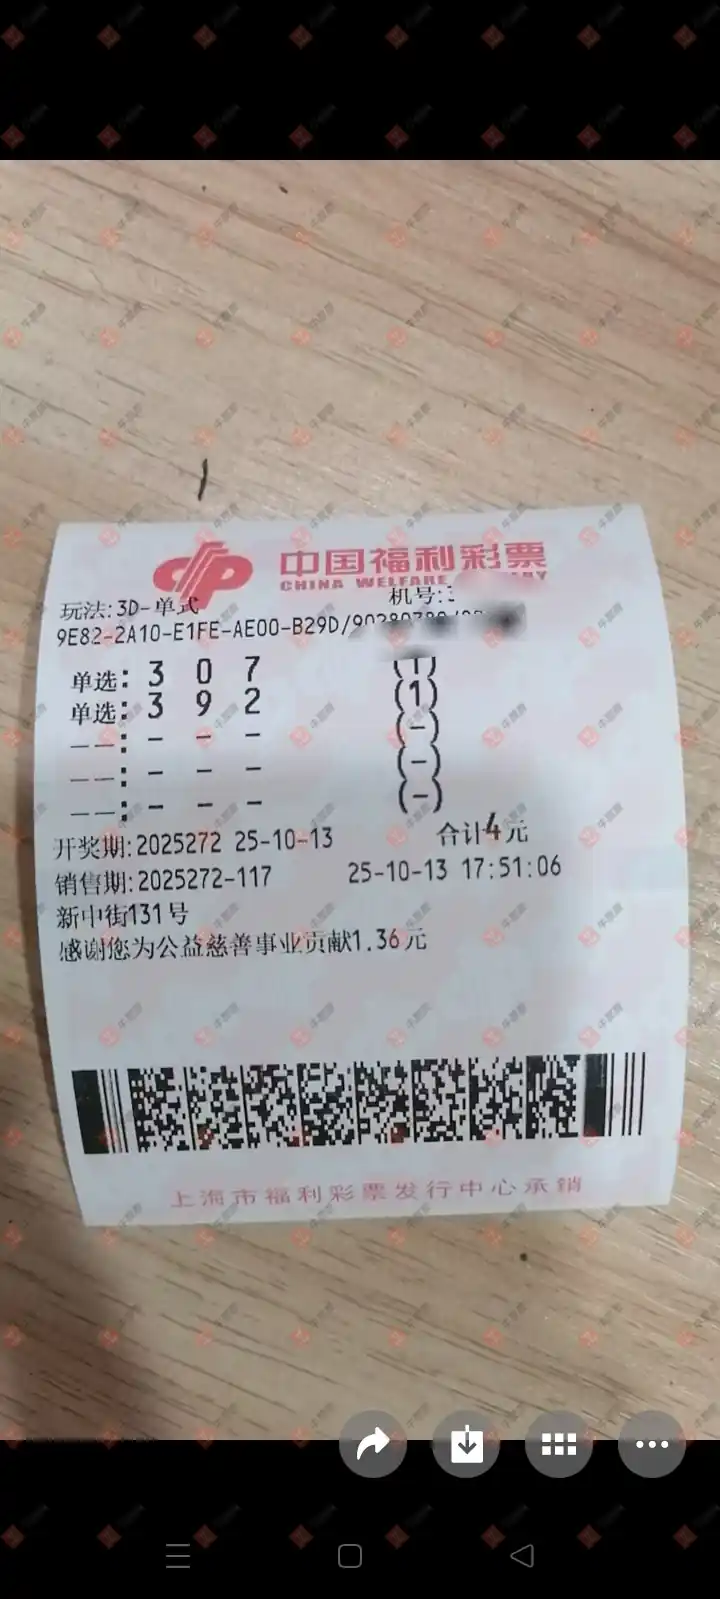 中国福利彩票
CHINA WELFARE
玩法:3D-单式 机号:
9E82-2A10-E1FE-AE00-B29D/
单选: 3 0 7 (1)
单选: 3 9 2 (1)
--: - - - (-)
--: - - - (-)
--: - - - (-)
开奖期:2025272 25-10-13 合计4元
销售期:2025272-117 25-10-13 17:51:06
新中街131号
感谢您为公益慈善事业贡献1.36元
上海市福利彩票发行中心承销